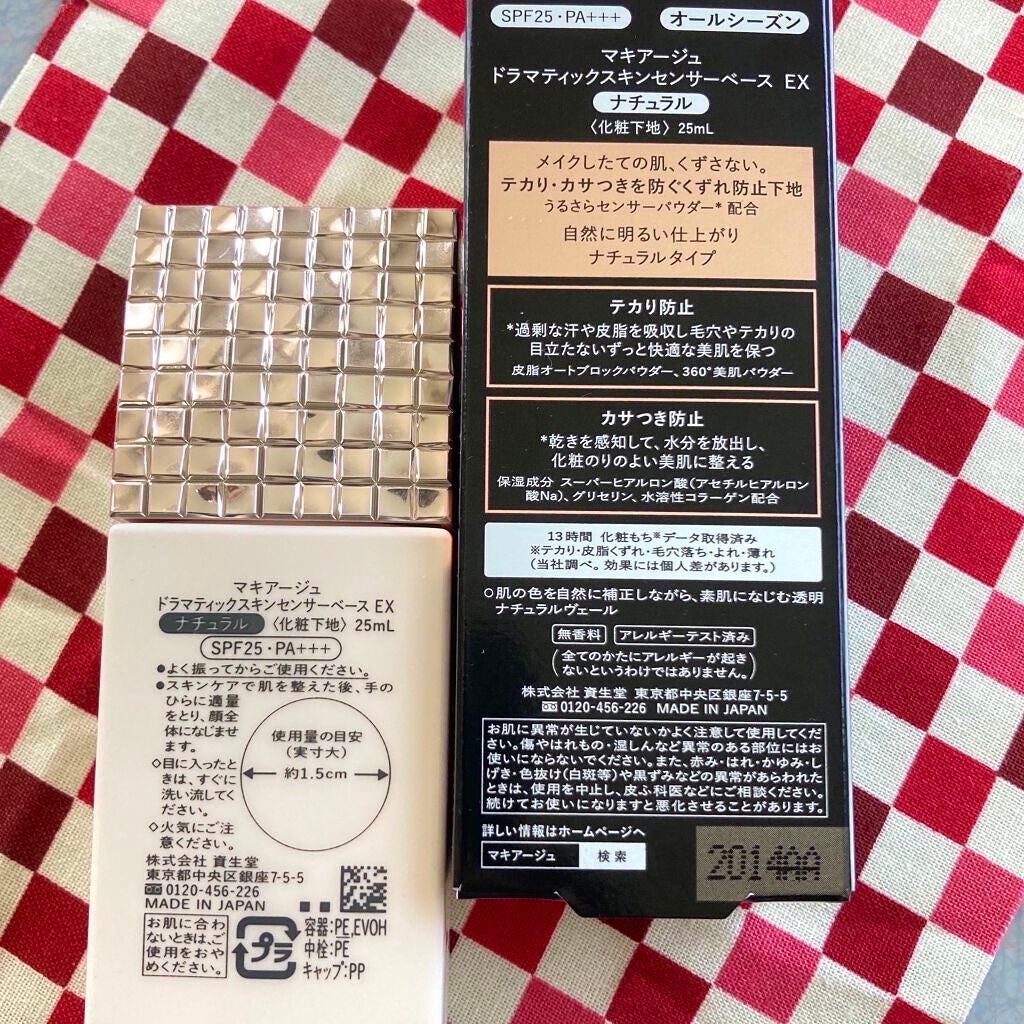 マキアージュ
ドラマティックスキンセンサーベース EX
ナチュラル 〈化粧下地〉 25mL
SPF25・PA+++
●よく振ってからご使用ください。
●スキンケアで肌を整えた後、手の
ひらに適量
をとり、顔全
体になじませ
ます。
◇目に入ったと
きは、すぐに
洗い流してく
ださい。
◇火気にご注
意ください。
使用量の目安
(実寸大)
約1.5cm
株式会社 資生堂
東京都中央区銀座7-5-5
0120-456-226
MADE IN JAPAN
お肌に合わ
ないときは、ご
使用をおや
めください。
プラ
容器:PE,EVOH
中栓:PE
キャップ:PP
SPF25・PA+++ オールシーズン
マキアージュ
ドラマティックスキンセンサーベース EX
ナチュラル
〈化粧下地〉 25mL
メイクしたての肌、くずさない。
テカリ・カサつきを防ぐくずれ防止下地
うるさらセンサーパウダー* 配合
自然に明るい仕上がり
ナチュラルタイプ
テカり防止
*過剰な汗や皮脂を吸収し毛穴やテカりの
目立たないずっと快適な美肌を保つ
皮脂オートブロックパウダー、360°美肌パウダー
カサつき防止
*乾きを感知して、水分を放出し、
化粧のりのよい美肌に整える
保湿成分 スーパーヒアルロン酸(アセチルヒアルロン
酸Na)、グリセリン、水溶性コラーゲン配合
13時間 化粧もち※データ取得済み
※テカり・皮脂くずれ・毛穴落ち・よれ・薄れ
(当社調べ。効果には個人差があります。)
○肌の色を自然に補正しながら、素肌になじむ透明
ナチュラルヴェール
無香料 アレルギーテスト済み
(全てのかたにアレルギーが起き
ないというわけではありません。)
株式会社 資生堂 東京都中央区銀座7-5-5
0120-456-226 MADE IN JAPAN
お肌に異常が生じていないかよく注意して使用してくだ
さい。傷やはれもの・湿しんなど異常のある部位にはお
使いにならないでください。また、赤み・はれ・かゆみ・し
げき・色抜け(白斑等)や黒ずみなどの異常があらわれた
ときは、使用を中止し、皮ふ科医などにご相談ください。
続けてお使いになりますと悪化させることがあります。
詳しい情報はホームページへ
マキアージュ 検索
2014AA